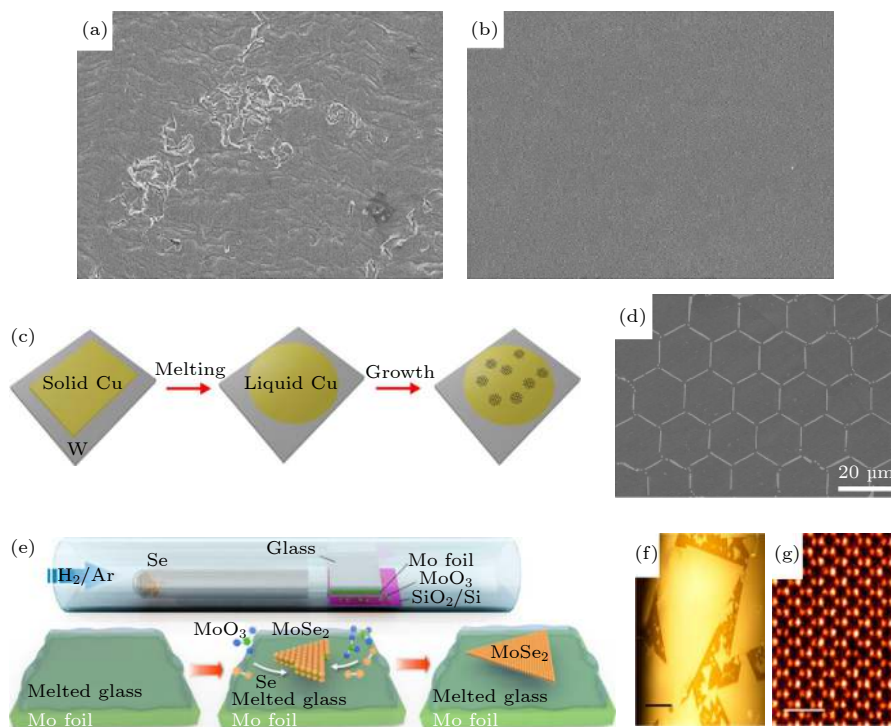 (a)
(b)
(c)
Solid Cu
W
Melting
Liquid Cu
Growth
(d)
20 µm
(e)
H2/Ar
Se
Glass
Mo foil
MoO3
SiO2/Si
MoO3
MoSe2
Se
Melted glass
Mo foil
Melted glass
Mo foil
MoSe2
Melted glass
Mo foil
(f)
(g)